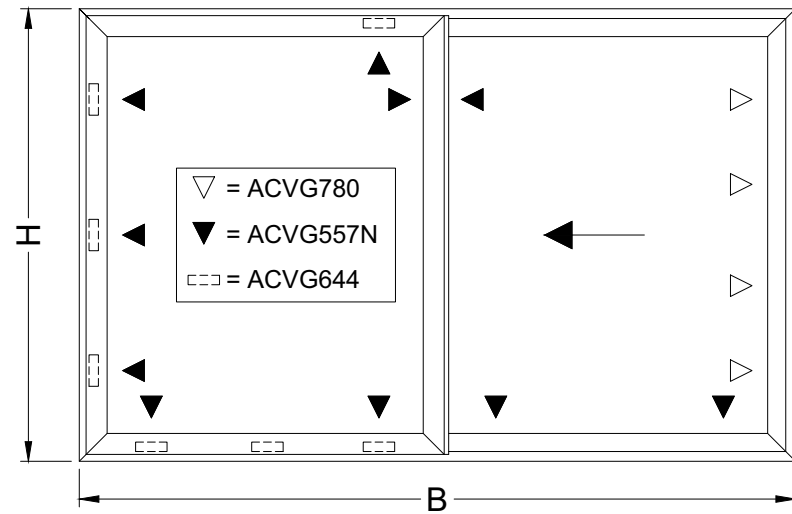 H
= ACVG780
= ACVG557N
= ACVG644
B